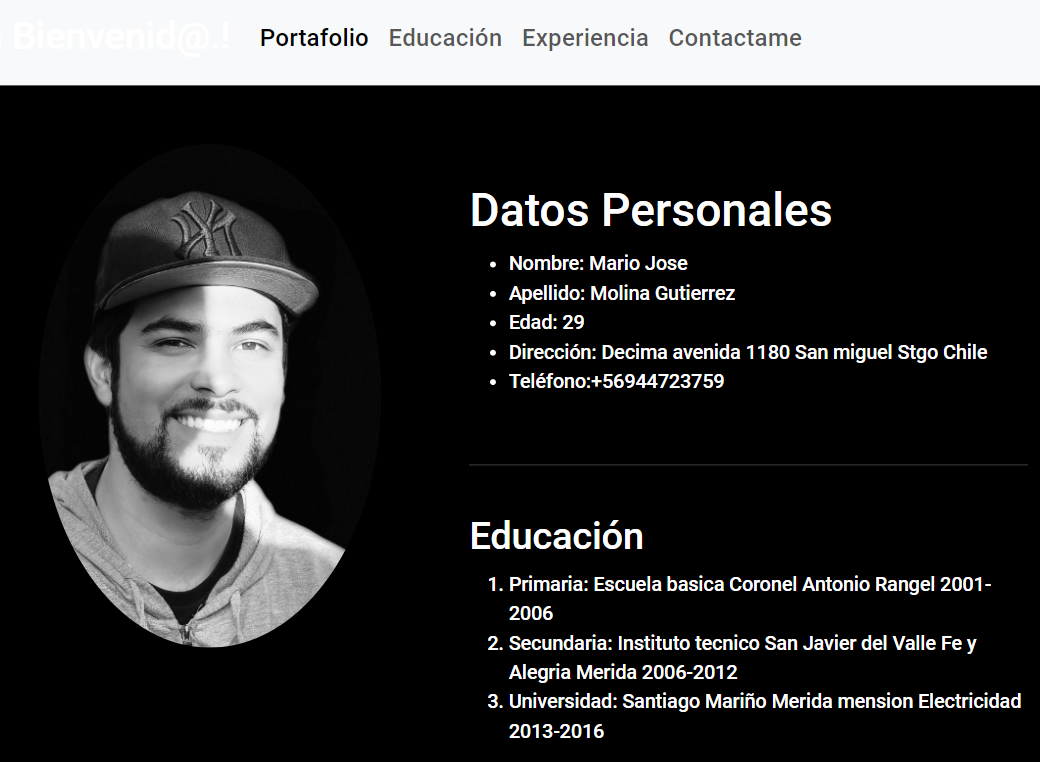 Bienvenid@.! Portafolio Educación Experiencia Contactame
NY
Datos Personales
• Nombre: Mario Jose
• Apellido: Molina Gutierrez
• Edad: 29
• Dirección: Decima avenida 1180 San miguel Stgo Chile
• Teléfono:+56944723759
Educación
1. Primaria: Escuela basica Coronel Antonio Rangel 2001-
2006
2. Secundaria: Instituto tecnico San Javier del Valle Fe y
Alegria Merida 2006-2012
3. Universidad: Santiago Mariño Merida mension Electricidad
2013-2016